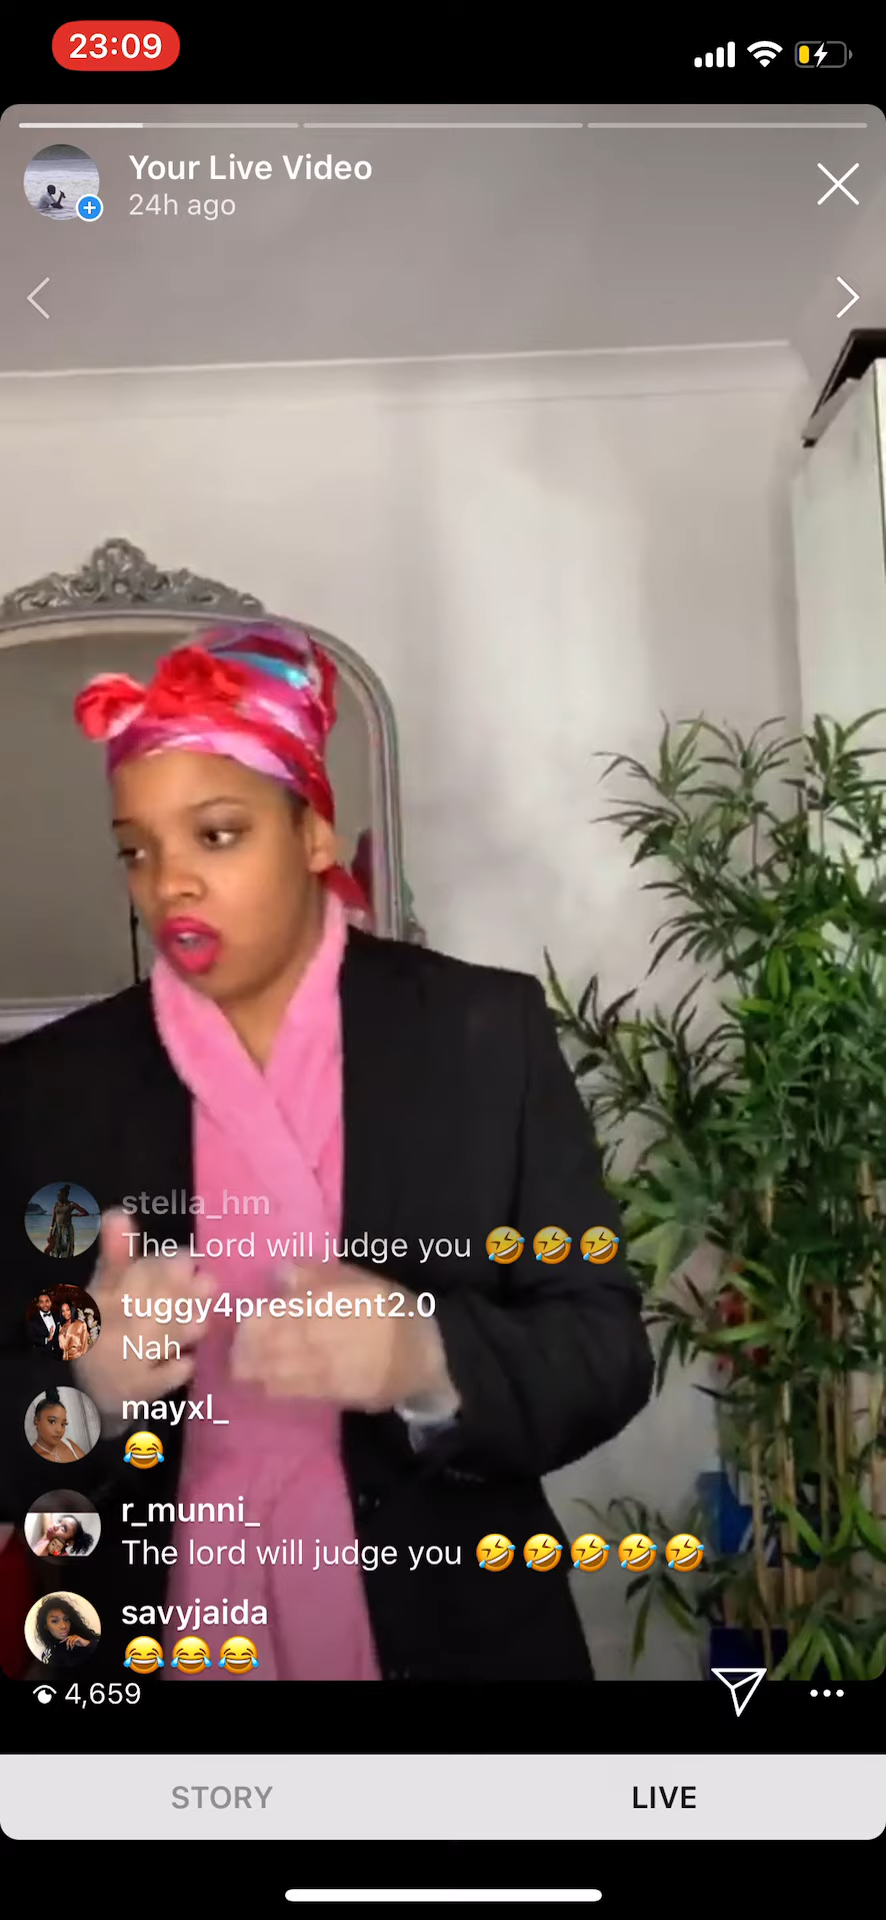 23:09
Your Live Video
24h ago
stella_hm
The Lord will judge you 🤣🤣🤣
tuggy4president2.0
Nah
mayxl_
😂
r_munni_
The lord will judge you 🤣🤣🤣🤣🤣
savyjaida
😂😂😂
4,659
STORY
LIVE